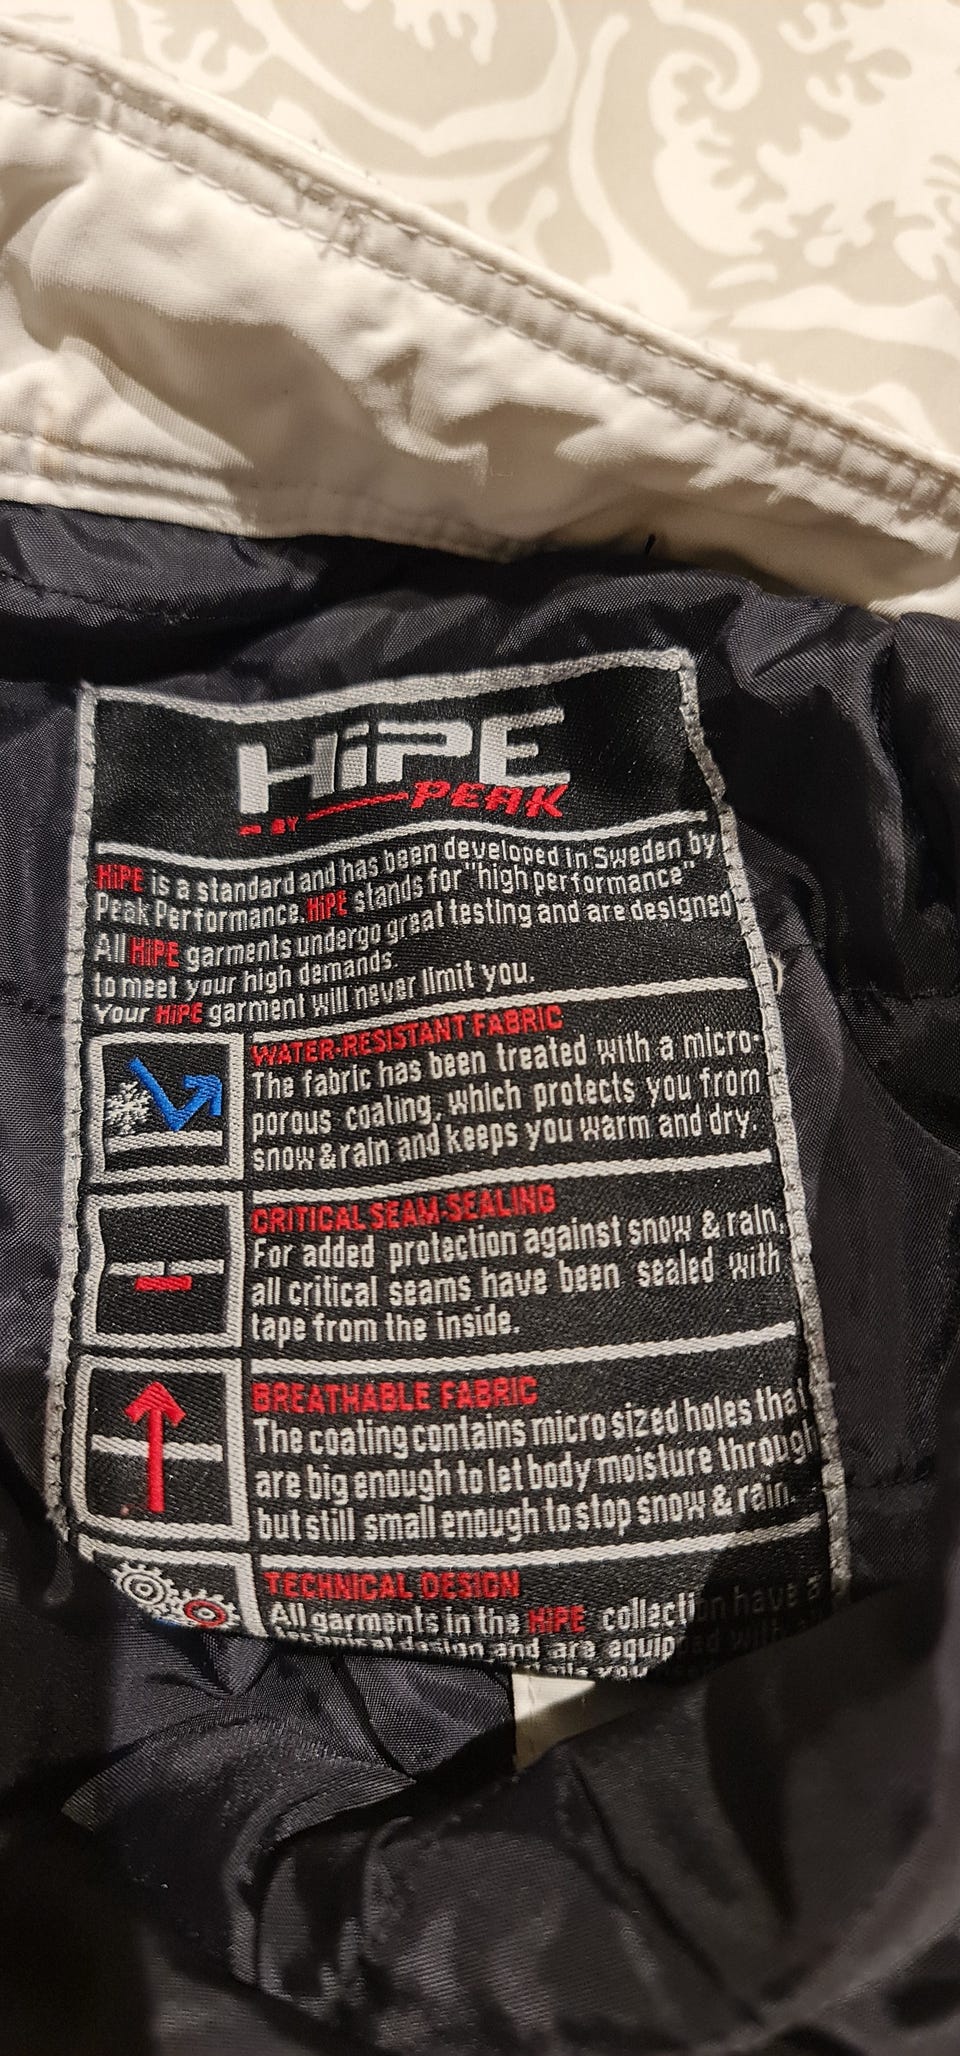 HiPE
BY PEAK
HiPE is a standard and has been developed in Sweden by
Peak Performance. HiPE stands for "high performance"
All HiPE garments undergo great testing and are designed
to meet your high demands
Your HiPE garment will never limit you.
WATER-RESISTANT FABRIC
The fabric has been treated with a micro-
porous coating, which protects you from
snow & rain and keeps you warm and dry.
CRITICAL SEAM-SEALING
For added protection against snow & rain,
all critical seams have been sealed with
tape from the inside.
BREATHABLE FABRIC
The coating contains micro sized holes that
are big enough to let body moisture through
but still small enough to stop snow & rain.
TECHNICAL DESIGN
All garments in the HiPE collection have a
technical design and are equipped with